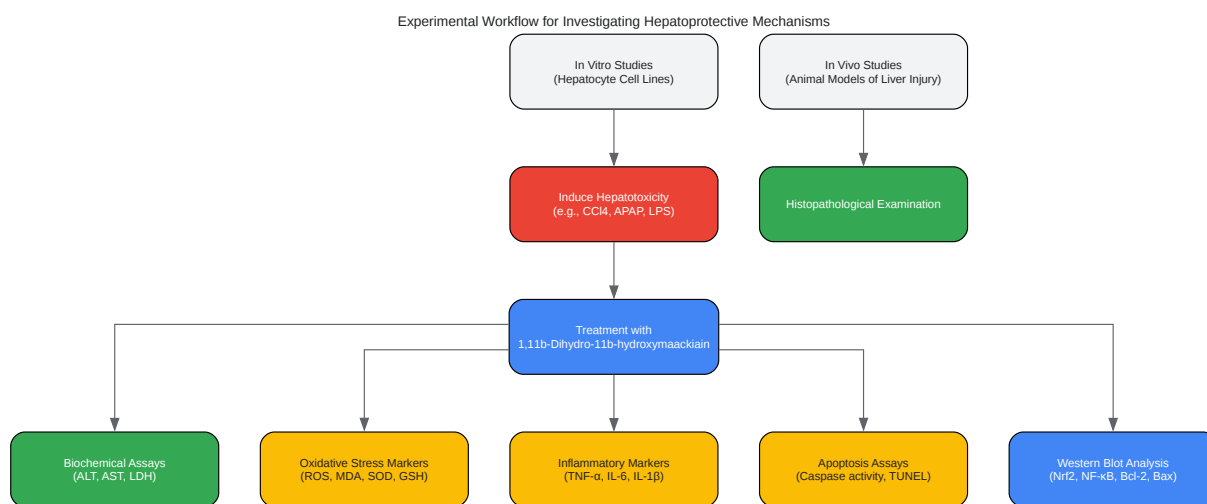 Experimental Workflow for Investigating Hepatoprotective Mechanisms
In Vitro Studies
(Hepatocyte Cell Lines)
In Vivo Studies
(Animal Models of Liver Injury)
Induce Hepatotoxicity
(e.g., CCl4, APAP, LPS)
Histopathological Examination
Treatment with
1,11b-Dihydro-11b-hydroxymaackiain
Biochemical Assays
(ALT, AST, LDH)
Oxidative Stress Markers
(ROS, MDA, SOD, GSH)
Inflammatory Markers
(TNF-α, IL-6, IL-1β)
Apoptosis Assays
(Caspase activity, TUNEL)
Western Blot Analysis
(Nrf2, NF-κB, Bcl-2, Bax)